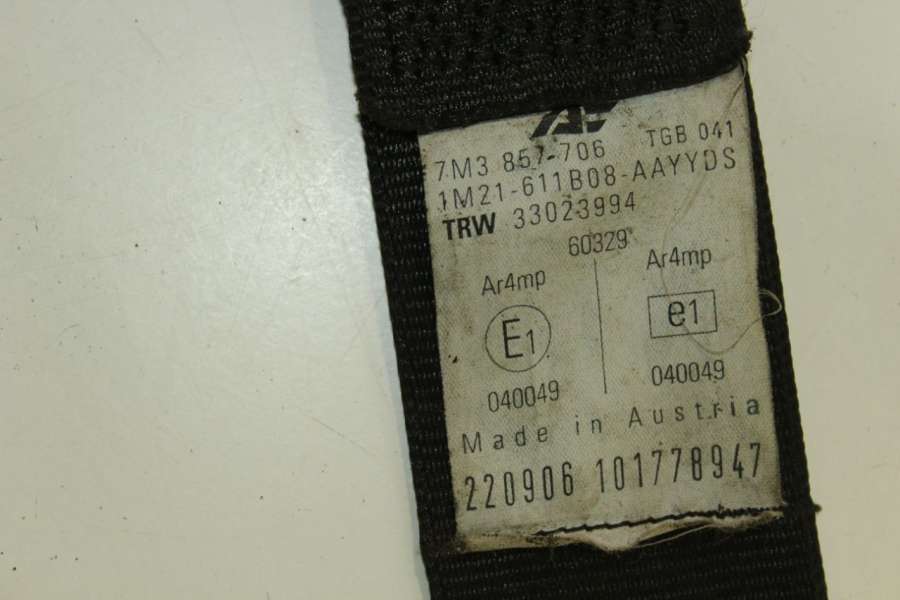 7M3 857-706 TGB 041
1M21-611B08-AAYYDS
TRW 33023994
60329
Ar4mp Ar4mp
E1 e1
040049 040049
Made in Austria
220906 101778947